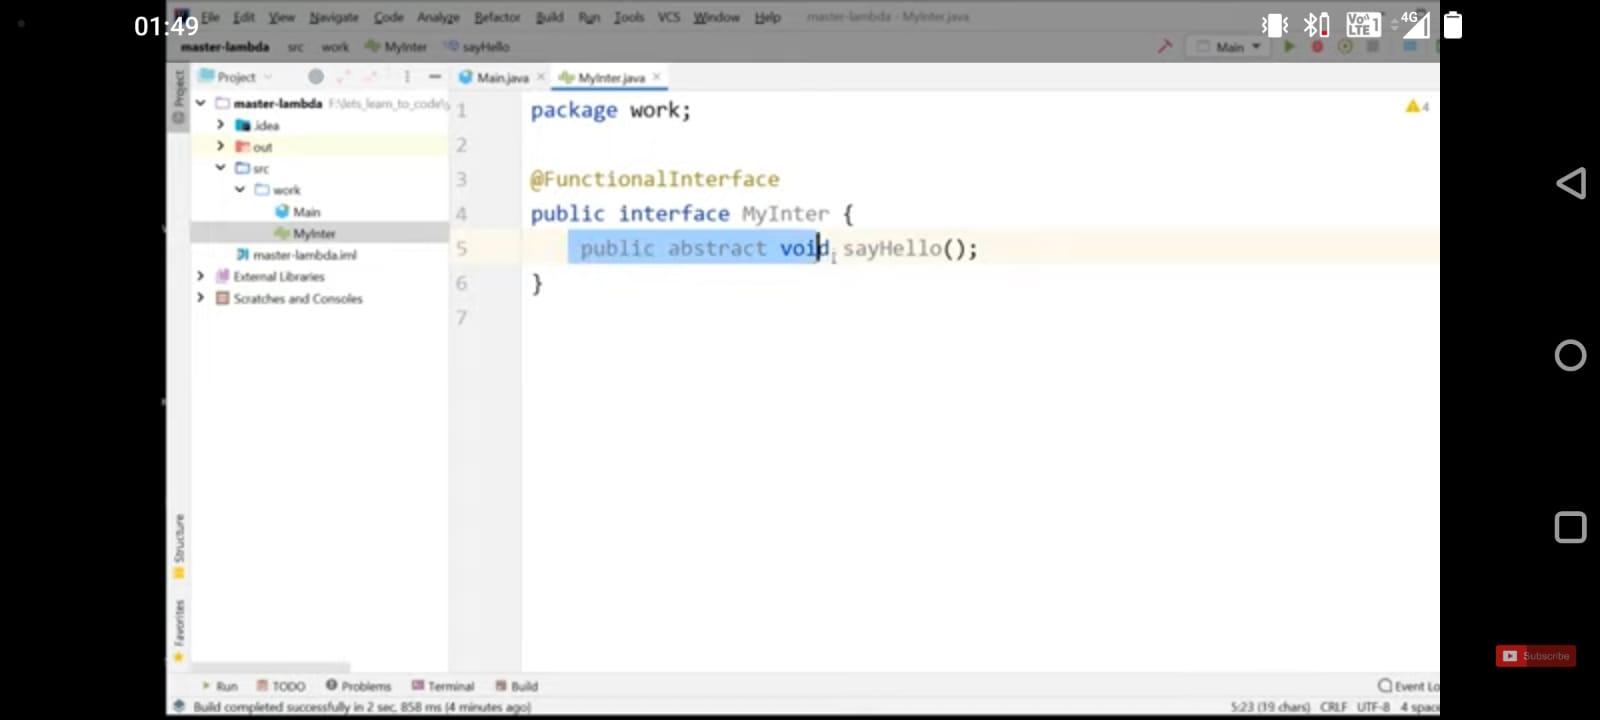 01:49
Vo))
LTE 1
4G
File Edit View Navigate Code Analyze Refactor Build Run Tools VCS Window Help master-lambda - MyInter.java
master-lambda src work MyInter sayHello
Main
Project
Project
Main.java
MyInter.java
master-lambda F:\lets_learn_to_code\
.idea
out
src
work
Main
MyInter
master-lambda.iml
External Libraries
Scratches and Consoles
1 package work;
2
3 @FunctionalInterface
4 public interface MyInter {
5 public abstract void sayHello();
6 }
7
4
Structure
Favorites
Subscribe
Run TODO Problems Terminal Build Event Lo
Build completed successfully in 2 sec, 858 ms (4 minutes ago) 5:23 (19 chars) CRLF UTF-8 4 spac